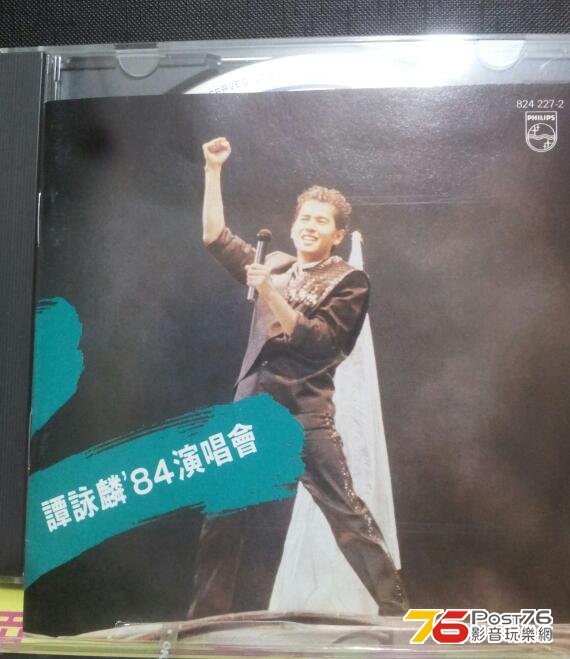 SERVED
824 227-2
PHILIPS
譚詠麟'84演唱會
76 Post76
影音玩樂網